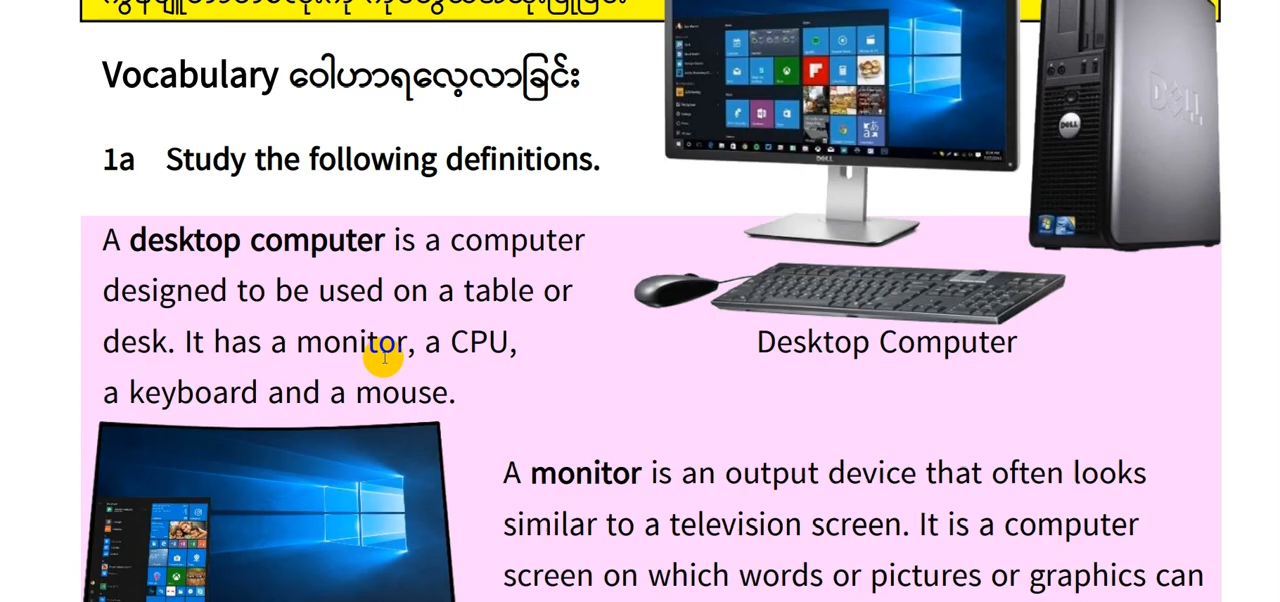 Vocabulary ဝေါဟာရလေ့လာခြင်း
1a Study the following definitions.
A desktop computer is a computer
designed to be used on a table or
desk. It has a monitor, a CPU,
a keyboard and a mouse.
DELL
DELL
DELL
Desktop Computer
A monitor is an output device that often looks
similar to a television screen. It is a computer
screen on which words or pictures or graphics can